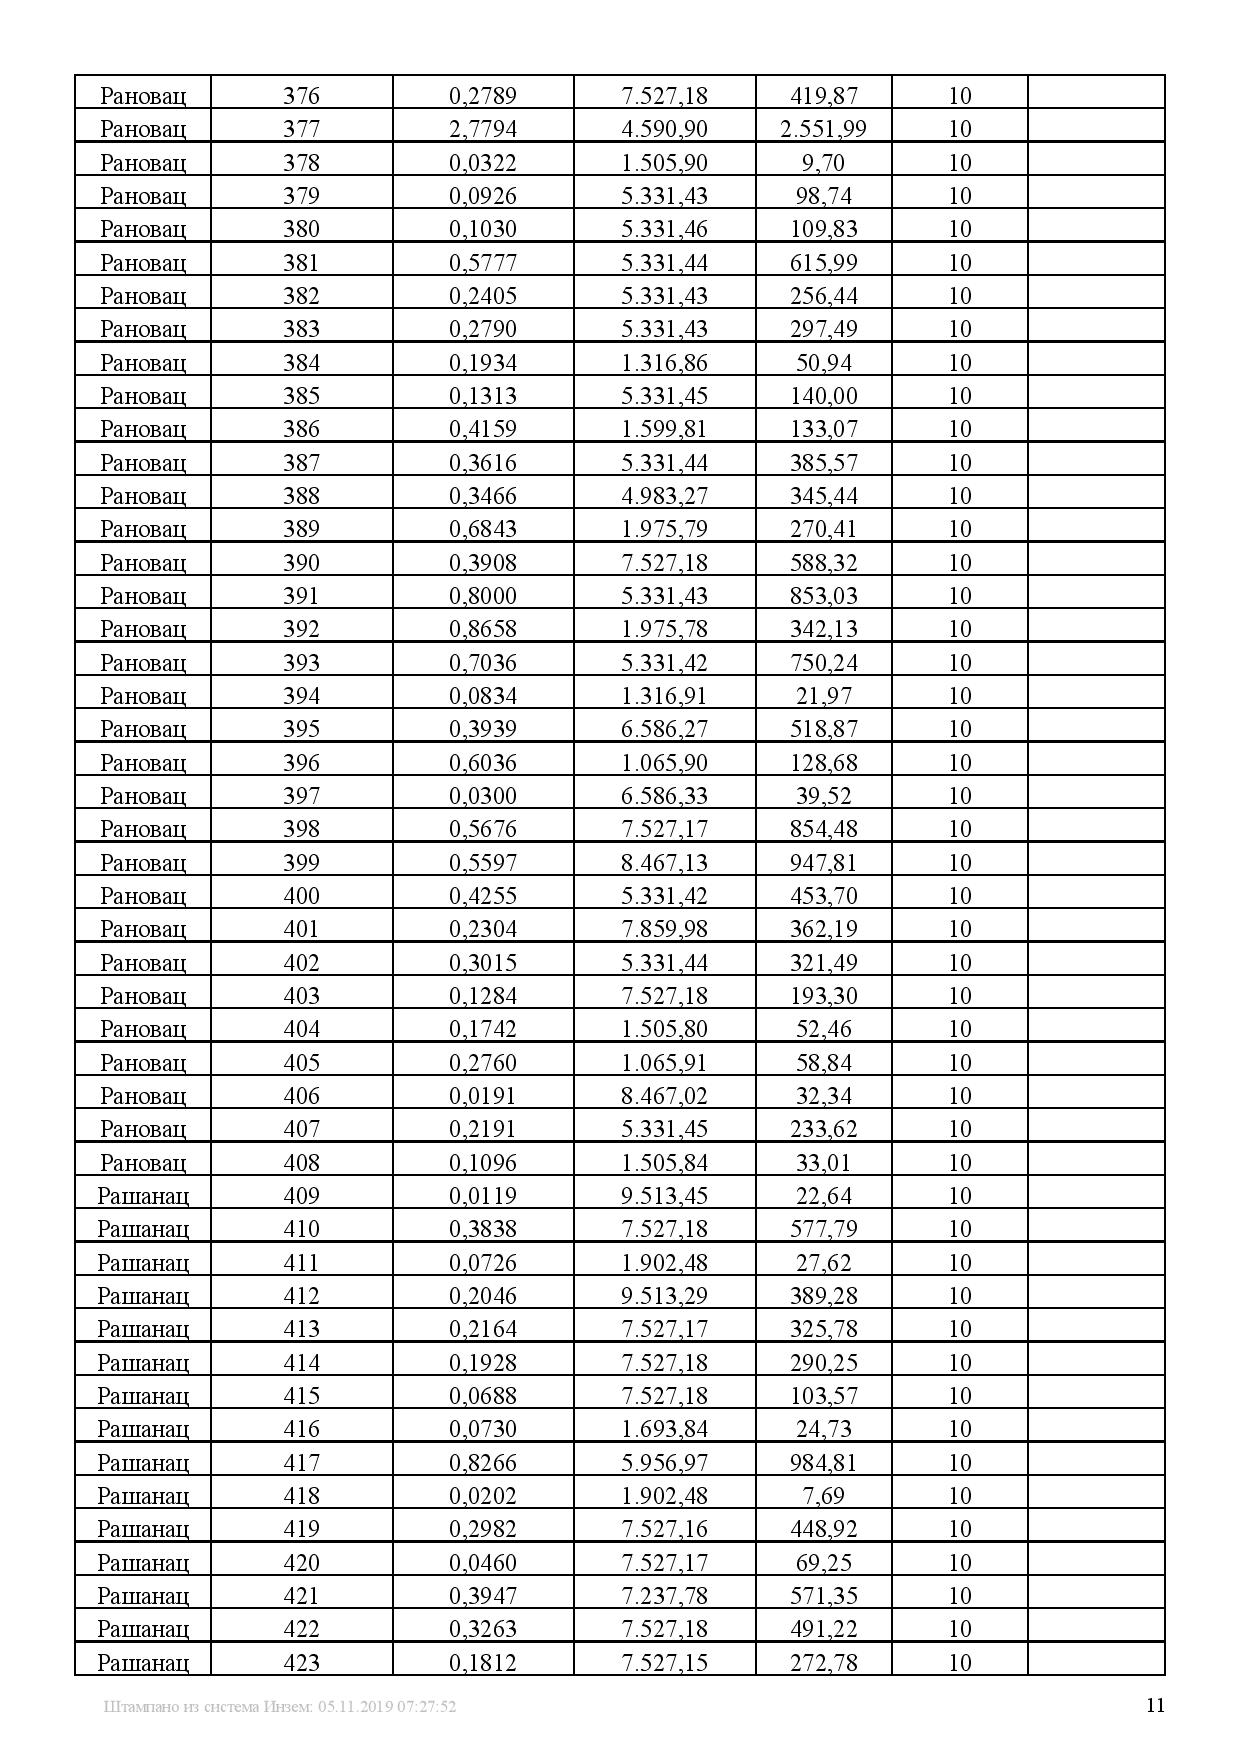 Рановац 376 0,2789 7.527,18 419,87 10
Рановац 377 2,7794 4.590,90 2.551,99 10
Рановац 378 0,0322 1.505,90 9,70 10
Рановац 379 0,0926 5.331,43 98,74 10
Рановац 380 0,1030 5.331,46 109,83 10
Рановац 381 0,5777 5.331,44 615,99 10
Рановац 382 0,2405 5.331,43 256,44 10
Рановац 383 0,2790 5.331,43 297,49 10
Рановац 384 0,1934 1.316,86 50,94 10
Рановац 385 0,1313 5.331,45 140,00 10
Рановац 386 0,4159 1.599,81 133,07 10
Рановац 387 0,3616 5.331,44 385,57 10
Рановац 388 0,3466 4.983,27 345,44 10
Рановац 389 0,6843 1.975,79 270,41 10
Рановац 390 0,3908 7.527,18 588,32 10
Рановац 391 0,8000 5.331,43 853,03 10
Рановац 392 0,8658 1.975,78 342,13 10
Рановац 393 0,7036 5.331,42 750,24 10
Рановац 394 0,0834 1.316,91 21,97 10
Рановац 395 0,3939 6.586,27 518,87 10
Рановац 396 0,6036 1.065,90 128,68 10
Рановац 397 0,0300 6.586,33 39,52 10
Рановац 398 0,5676 7.527,17 854,48 10
Рановац 399 0,5597 8.467,13 947,81 10
Рановац 400 0,4255 5.331,42 453,70 10
Рановац 401 0,2304 7.859,98 362,19 10
Рановац 402 0,3015 5.331,44 321,49 10
Рановац 403 0,1284 7.527,18 193,30 10
Рановац 404 0,1742 1.505,80 52,46 10
Рановац 405 0,2760 1.065,91 58,84 10
Рановац 406 0,0191 8.467,02 32,34 10
Рановац 407 0,2191 5.331,45 233,62 10
Рановац 408 0,1096 1.505,84 33,01 10
Рашанац 409 0,0119 9.513,45 22,64 10
Рашанац 410 0,3838 7.527,18 577,79 10
Рашанац 411 0,0726 1.902,48 27,62 10
Рашанац 412 0,2046 9.513,29 389,28 10
Рашанац 413 0,2164 7.527,17 325,78 10
Рашанац 414 0,1928 7.527,18 290,25 10
Рашанац 415 0,0688 7.527,18 103,57 10
Рашанац 416 0,0730 1.693,84 24,73 10
Рашанац 417 0,8266 5.956,97 984,81 10
Рашанац 418 0,0202 1.902,48 7,69 10
Рашанац 419 0,2982 7.527,16 448,92 10
Рашанац 420 0,0460 7.527,17 69,25 10
Рашанац 421 0,3947 7.237,78 571,35 10
Рашанац 422 0,3263 7.527,18 491,22 10
Рашанац 423 0,1812 7.527,15 272,78 10
Штампано из система Инзем: 05.11.2019 07:27:52 11